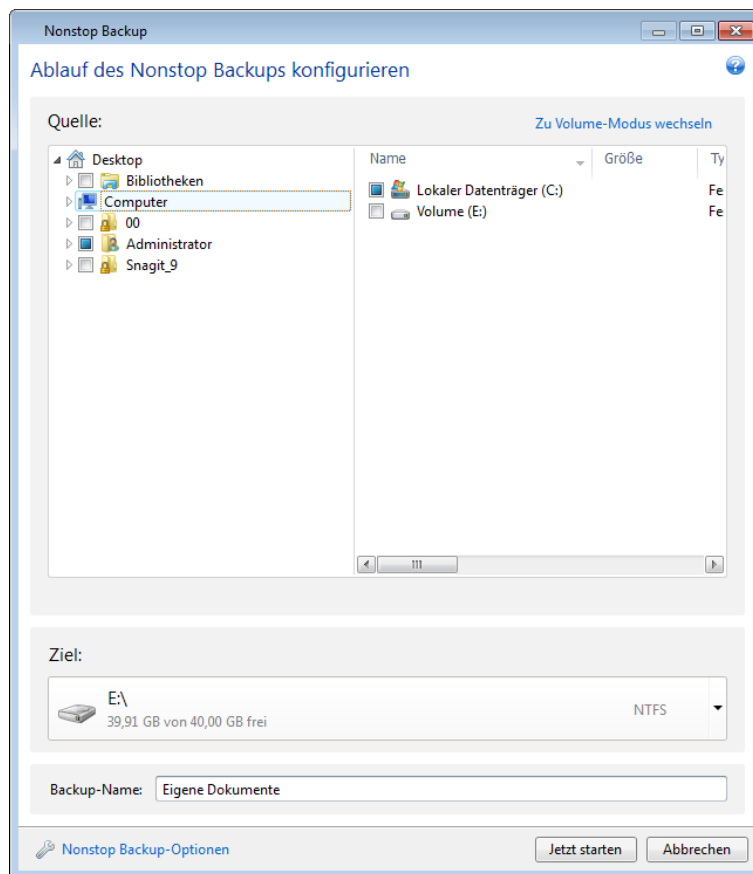 Nonstop Backup
Ablauf des Nonstop Backups konfigurieren
Quelle:
Zu Volume-Modus wechseln
Desktop
Bibliotheken
Computer
00
Administrator
Snagit_9
Name Größe Ty
Lokaler Datenträger (C:) Fe
Volume (E:) Fe
Ziel:
E:\
39,91 GB von 40,00 GB frei
NTFS
Backup-Name: Eigene Dokumente
Nonstop Backup-Optionen
Jetzt starten
Abbrechen